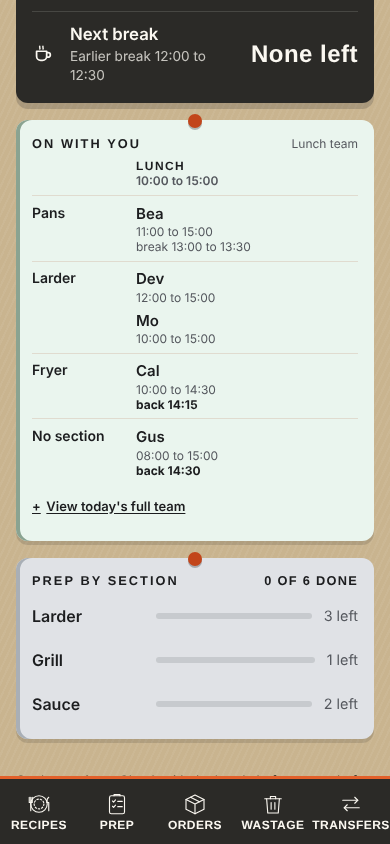 Next break
Earlier break 12:00 to
12:30
None left
ON WITH YOU
Lunch team
LUNCH
10:00 to 15:00
Pans
Bea
11:00 to 15:00
break 13:00 to 13:30
Larder
Dev
12:00 to 15:00
Mo
10:00 to 15:00
Fryer
Cal
10:00 to 14:30
back 14:15
No section
Gus
08:00 to 15:00
back 14:30
+ View today's full team
PREP BY SECTION
0 OF 6 DONE
Larder
3 left
Grill
1 left
Sauce
2 left
RECIPES
PREP
ORDERS
WASTAGE
TRANSFERS